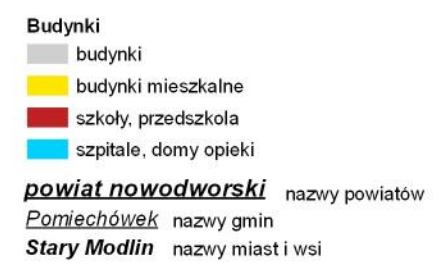 Budynki
budynki
budynki mieszkalne
szkoły, przedszkola
szpitale, domy opieki
powiat nowodworski nazwy powiatów
Pomiechówek nazwy gmin
Stary Modlin nazwy miast i wsi